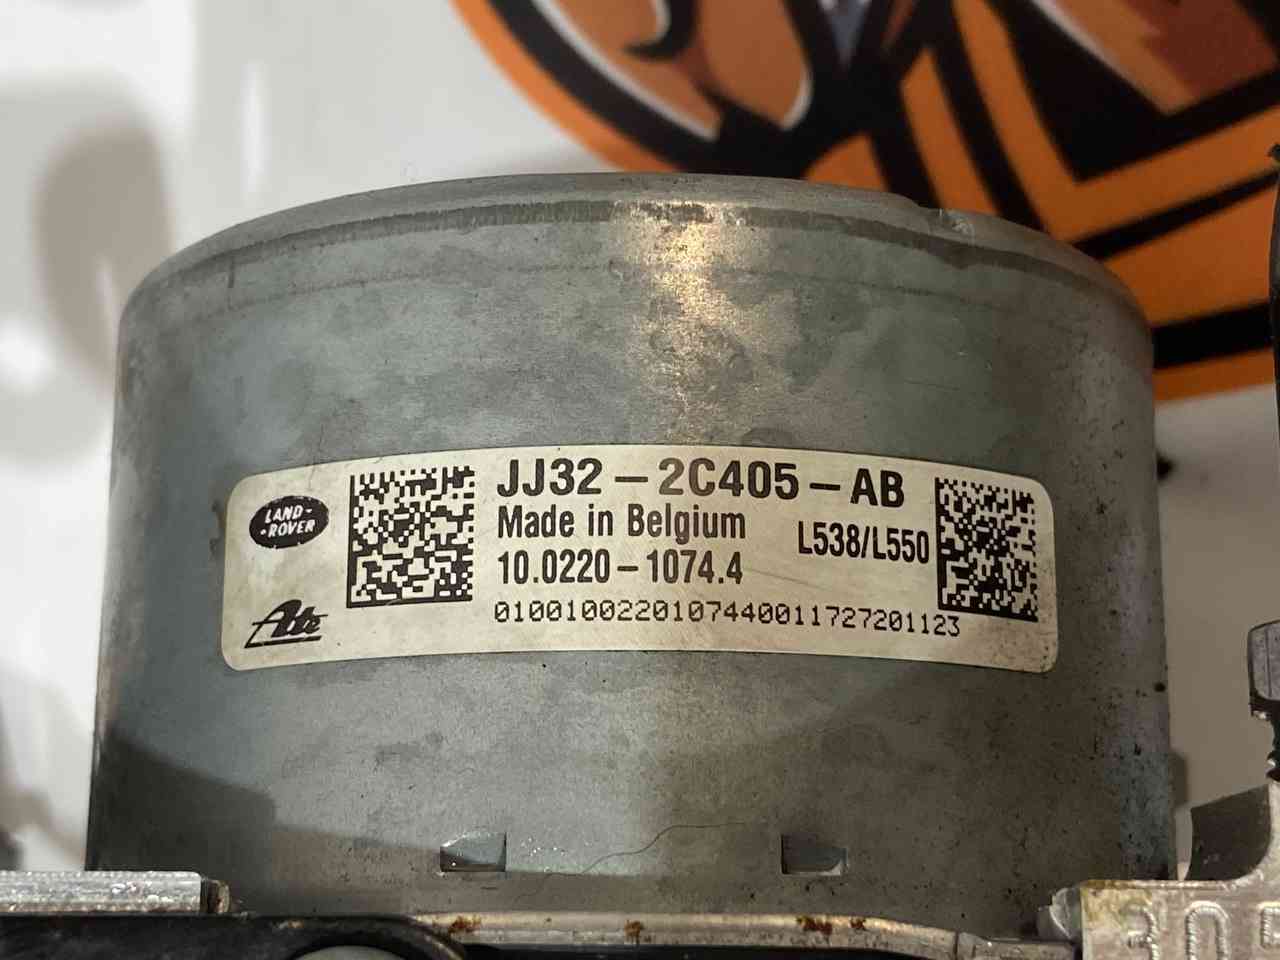 LAND-
-ROVER
Ate
JJ32-2C405-AB
Made in Belgium
L538/L550
10.0220-1074.4
0100100220107440011727201123